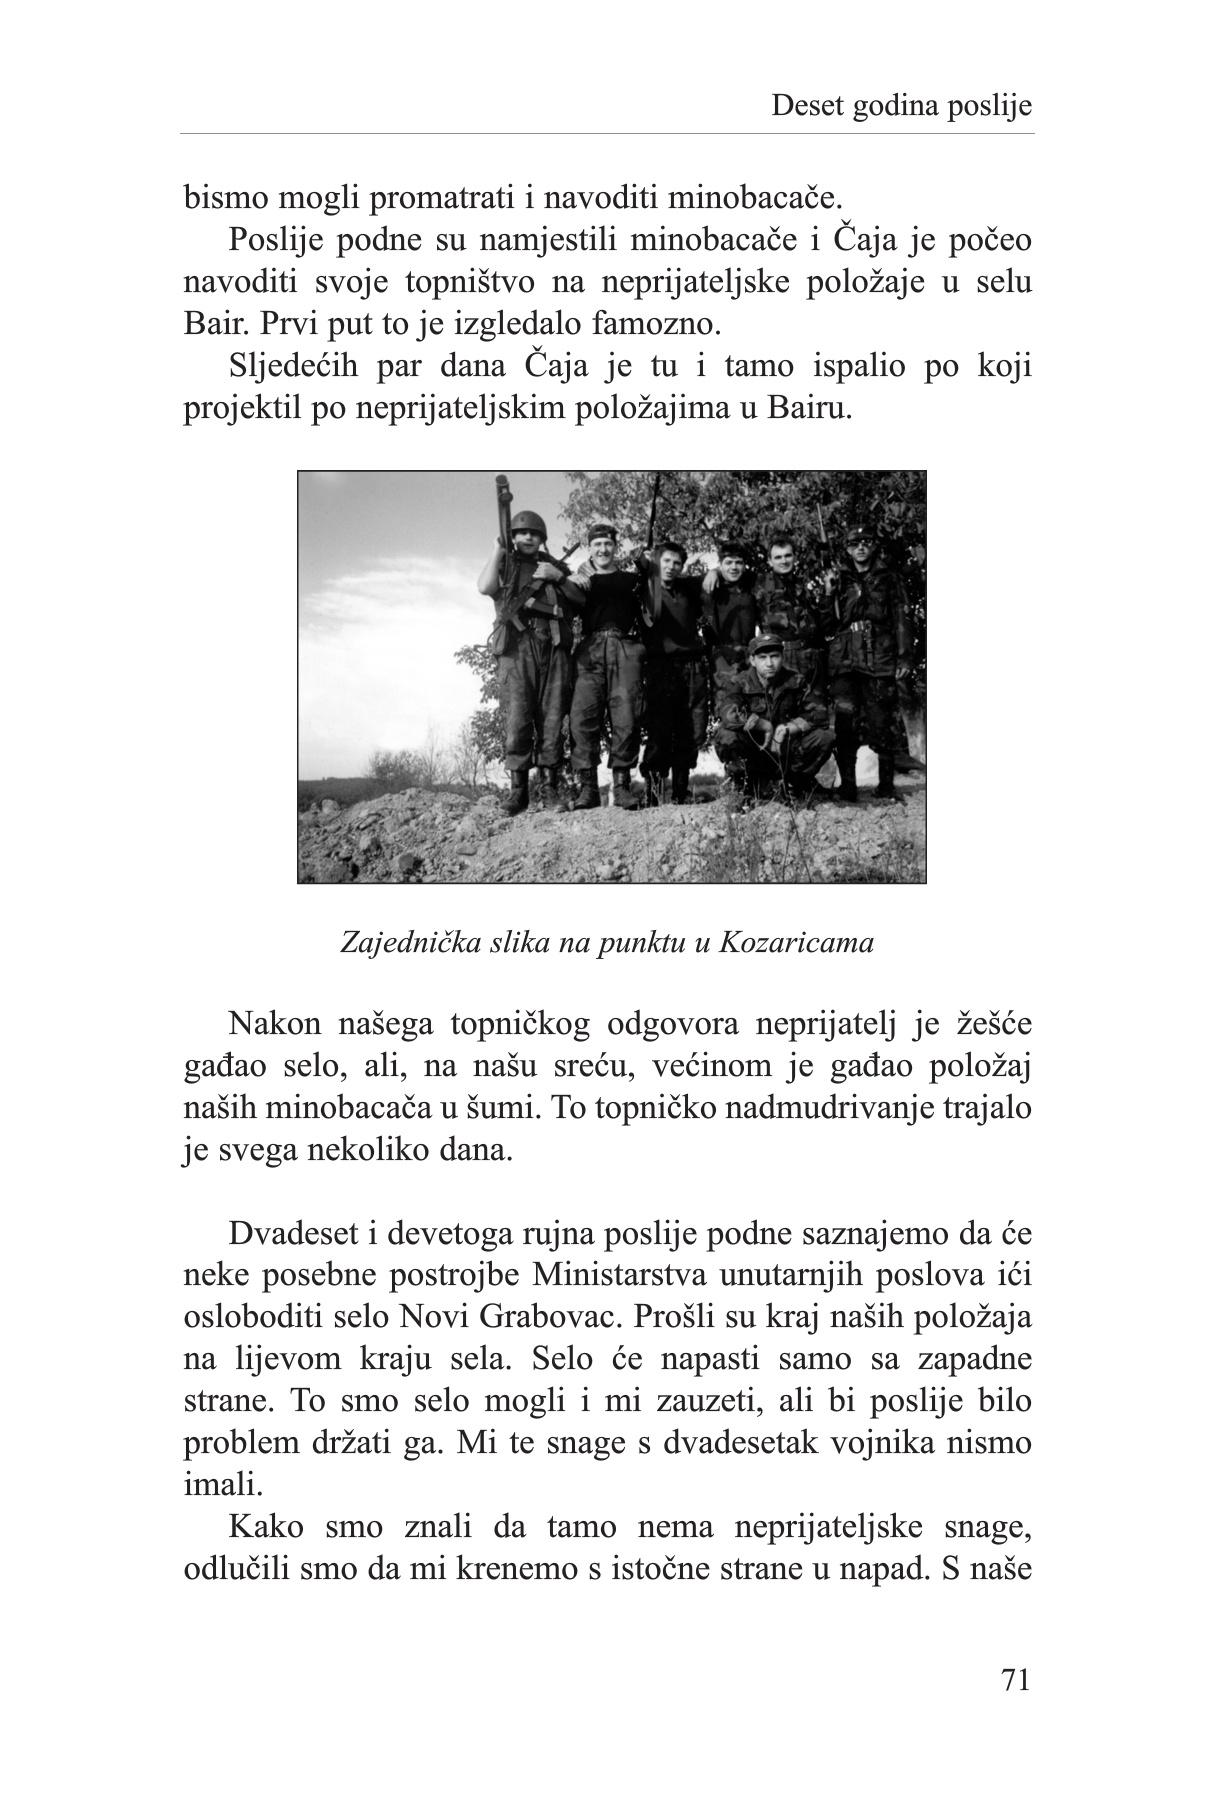 Deset godina poslije
bismo mogli promatrati i navoditi minobacače.
Poslije podne su namjestili minobacače i Čaja je počeo
navoditi svoje topništvo na neprijateljske položaje u selu
Bair. Prvi put to je izgledalo famozno.
Sljedećih par dana Čaja je tu i tamo ispalio po koji
projektil po neprijateljskim položajima u Bairu.
Zajednička slika na punktu u Kozaricama
Nakon našega topničkog odgovora neprijatelj je žešće
gađao selo, ali, na našu sreću, većinom je gađao položaj
naših minobacača u šumi. To topničko nadmudrivanje trajalo
je svega nekoliko dana.
Dvadeset i devetoga rujna poslije podne saznajemo da će
neke posebne postrojbe Ministarstva unutarnjih poslova ići
osloboditi selo Novi Grabovac. Prošli su kraj naših položaja
na lijevom kraju sela. Selo će napasti samo sa zapadne
strane. To smo selo mogli i mi zauzeti, ali bi poslije bilo
problem držati ga. Mi te snage s dvadesetak vojnika nismo
imali.
Kako smo znali da tamo nema neprijateljske snage,
odlučili smo da mi krenemo s istočne strane u napad. S naše
71